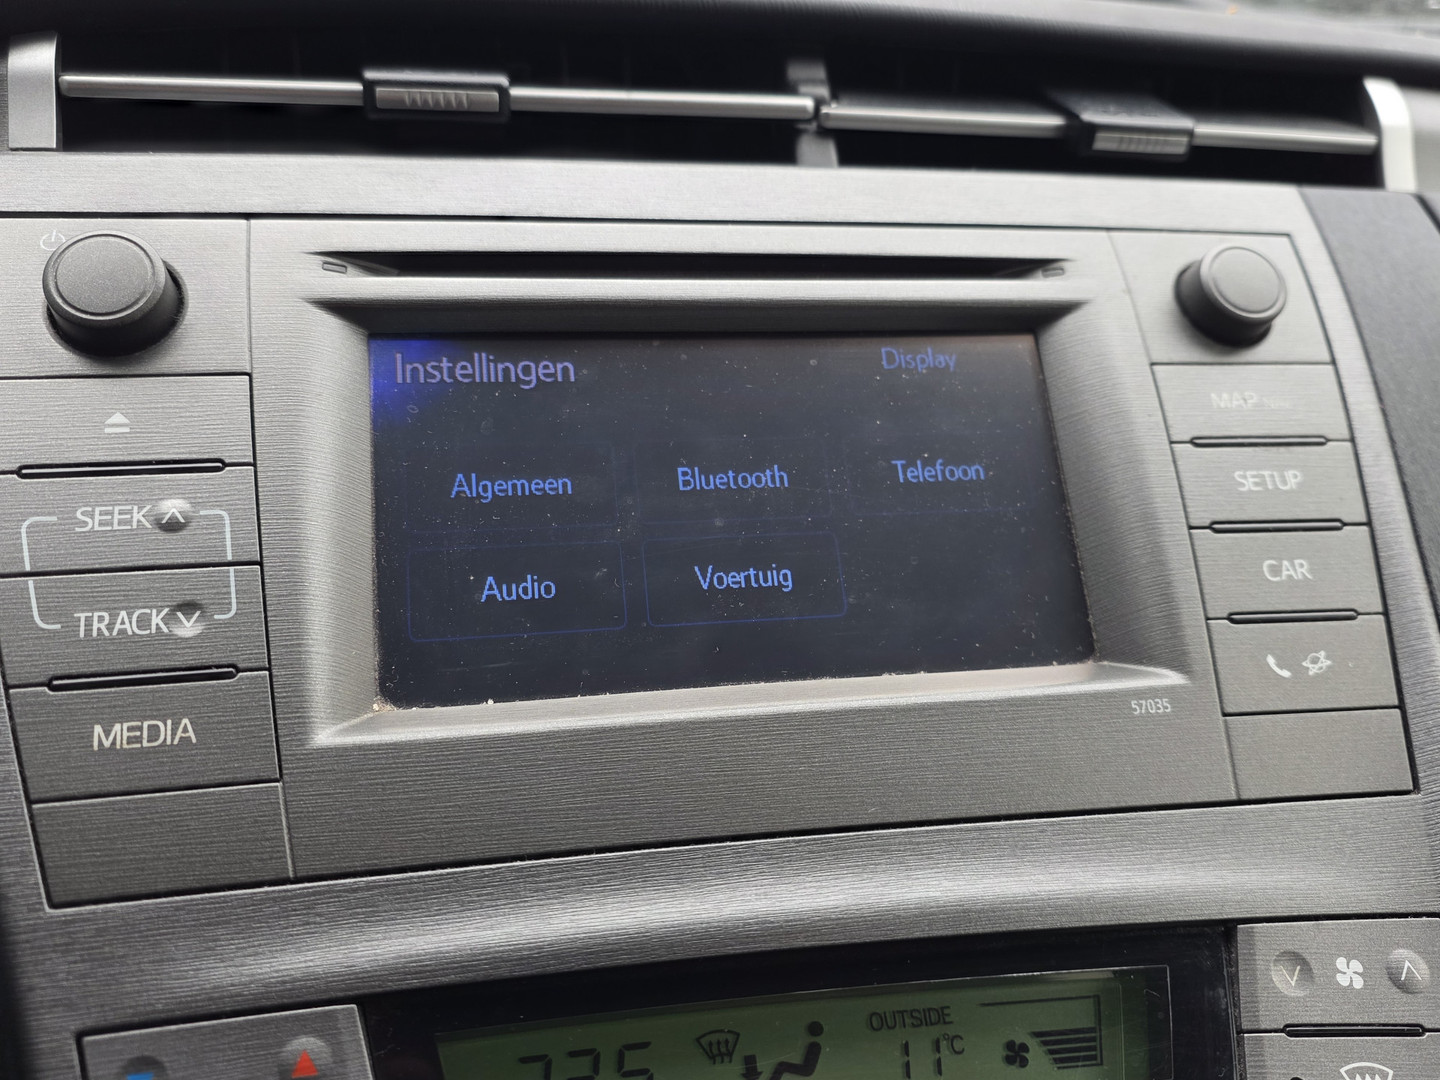 Instellingen
Display
Algemeen
Bluetooth
Telefoon
Audio
Voertuig
SEEK
TRACK
MEDIA
MAP
SETUP
CAR
57035
OUTSIDE
11°C